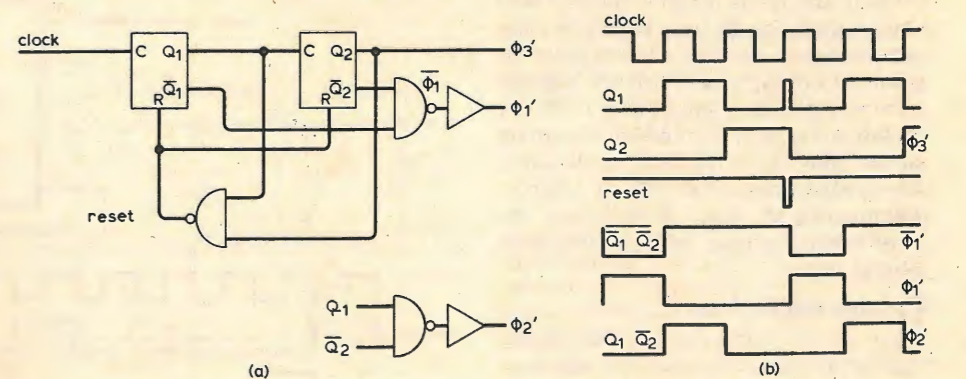 clock
C Q₁
Q̅₁
R
C Q₂
Q̅₂
R
ϕ3
ϕ̅₁
ϕ₁′
reset
Q₁
Q̅₂
ϕ₂′
(a)
clock
Q₁
Q₂ ϕ₃′
reset
Q̅₁ Q̅₂ ϕ̅₁′
ϕ₁′
Q₁ Q̅₂ ϕ₂′
(b)